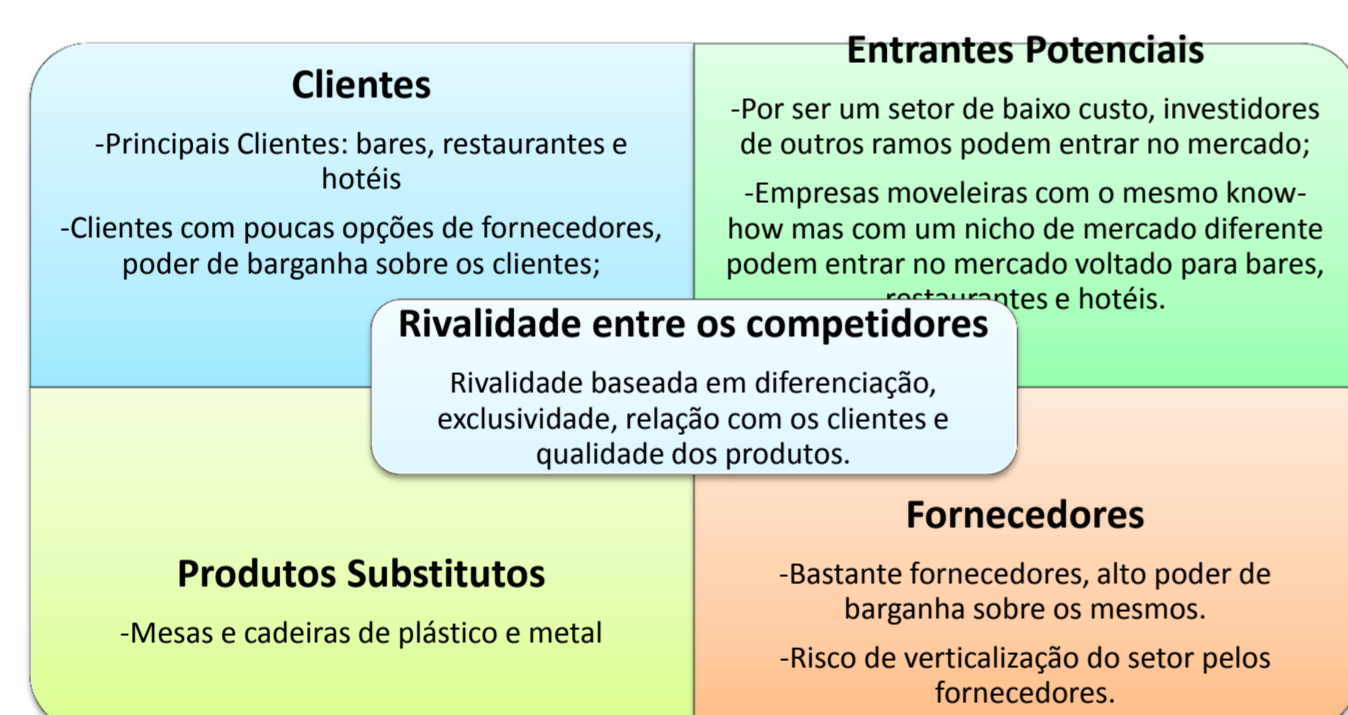 Clientes
-Principais Clientes: bares, restaurantes e
hotéis
-Clientes com poucas opções de fornecedores,
poder de barganha sobre os clientes;
Entrantes Potenciais
-Por ser um setor de baixo custo, investidores
de outros ramos podem entrar no mercado;
-Empresas moveleiras com o mesmo know-
how mas com um nicho de mercado diferente
podem entrar no mercado voltado para bares,
restaurantes e hotéis.
Rivalidade entre os competidores
Rivalidade baseada em diferenciação,
exclusividade, relação com os clientes e
qualidade dos produtos.
Produtos Substitutos
-Mesas e cadeiras de plástico e metal
Fornecedores
-Bastante fornecedores, alto poder de
barganha sobre os mesmos.
-Risco de verticalização do setor pelos
fornecedores.